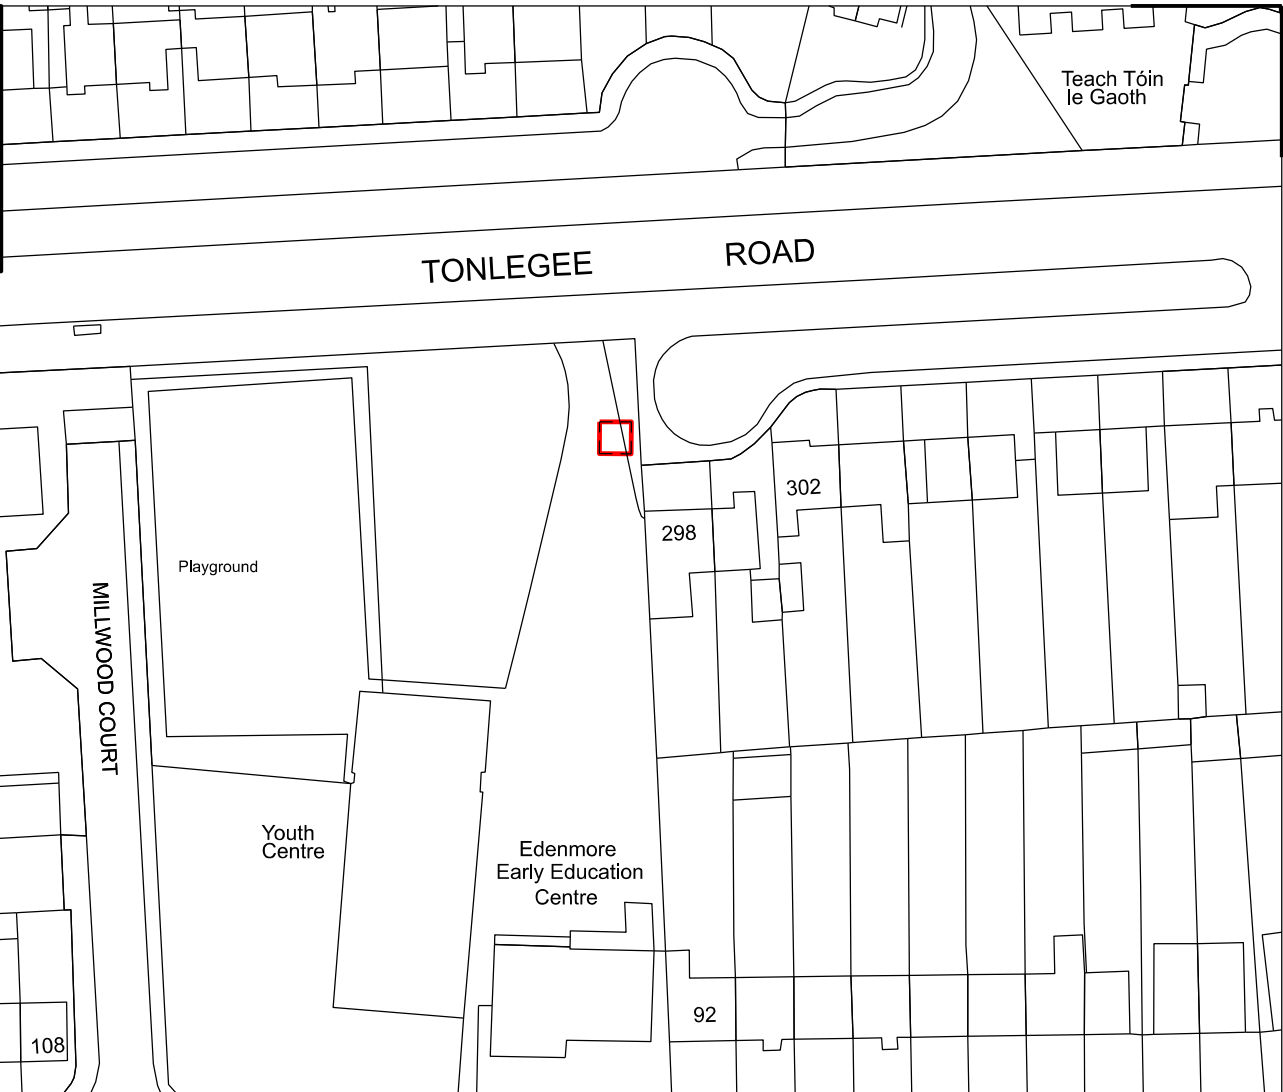 Teach Tóin
le Gaoth
TONLEGEE ROAD
302
298
Playground
MILLWOOD COURT
Youth
Centre
Edenmore
Early Education
Centre
92
108